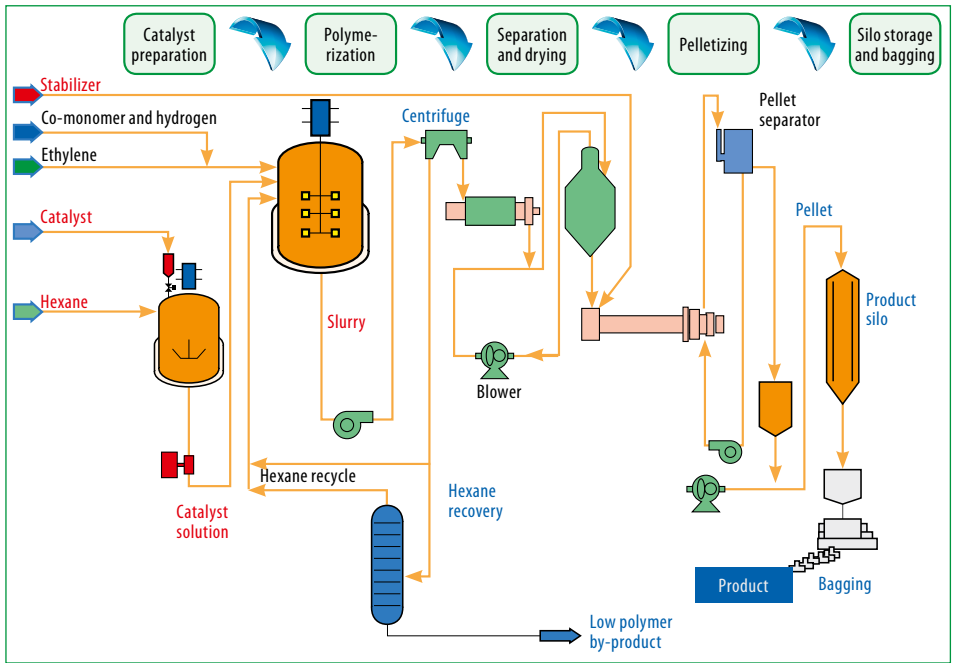 Catalyst
preparation
Polyme-
rization
Separation
and drying
Pelletizing
Silo storage
and bagging
Stabilizer
Co-monomer and hydrogen
Ethylene
Catalyst
Hexane
Centrifuge
Pellet
separator
Pellet
Slurry
Product
silo
Blower
Hexane recycle
Hexane
recovery
Catalyst
solution
Product
Bagging
Low polymer
by-product